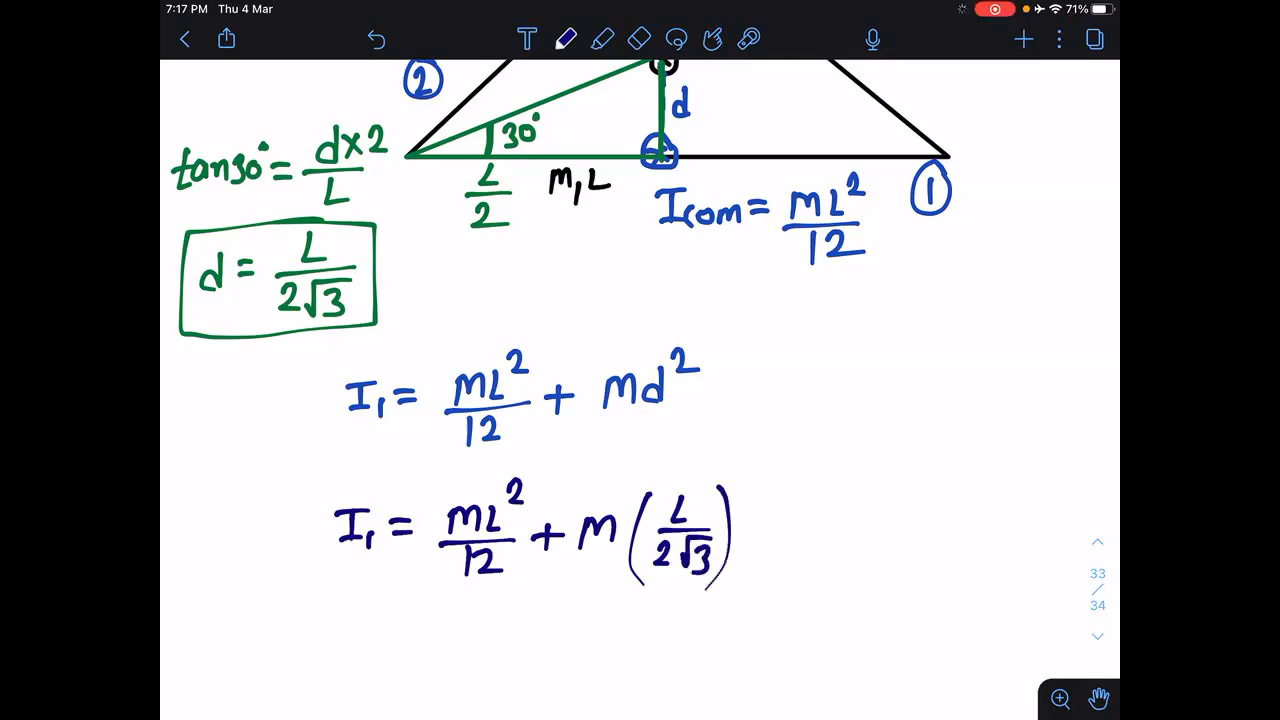 7:17 PM Thu 4 Mar
71%
T
2
d
30°
tan30° = d×2/L
L/2
M, L
1
Icom = ML²/12
d = L/2√3
I₁ = ML²/12 + Md²
I₁ = ML²/12 + M(L/2√3)
33
/
34